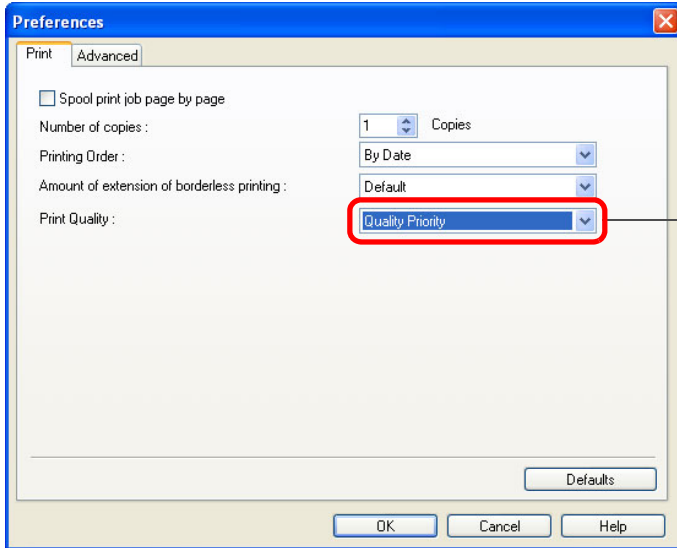 Preferences
Print Advanced
Spool print job page by page
Number of copies : 1 Copies
Printing Order : By Date
Amount of extension of borderless printing : Default
Print Quality : Quality Priority
Defaults
OK Cancel Help